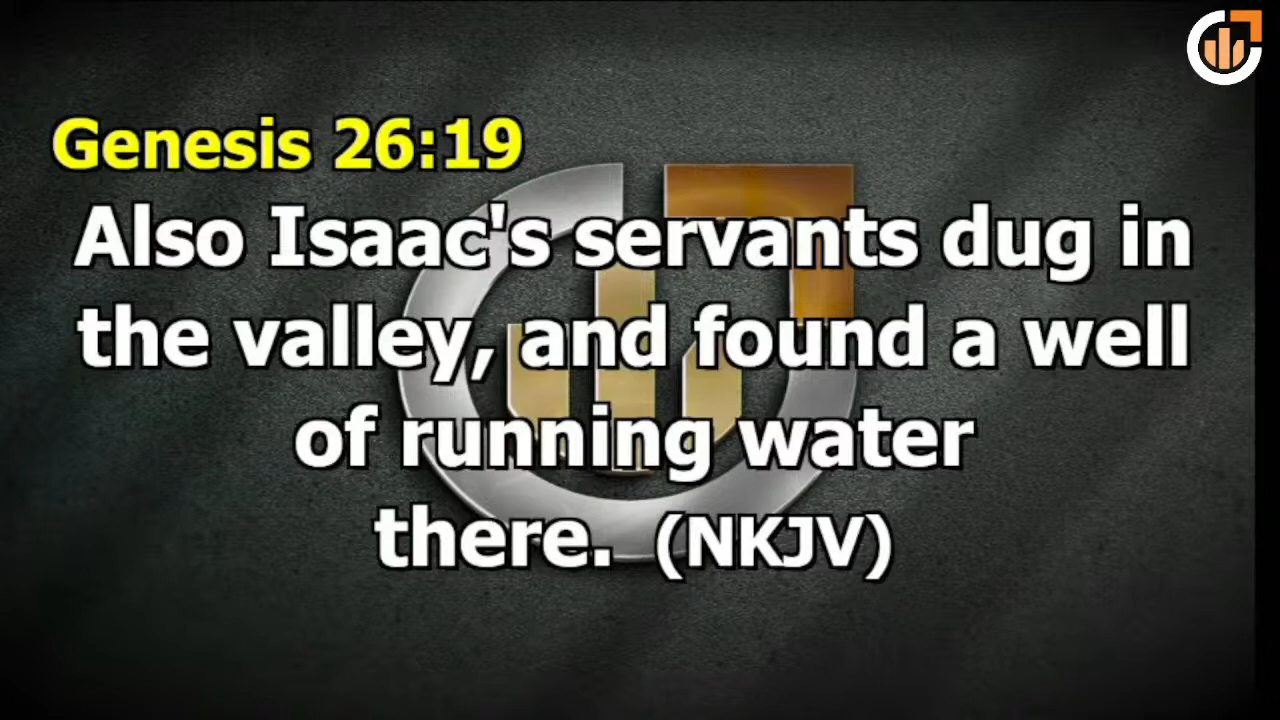 Genesis 26:19
Also Isaac's servants dug in
the valley, and found a well
of running water
there. (NKJV)